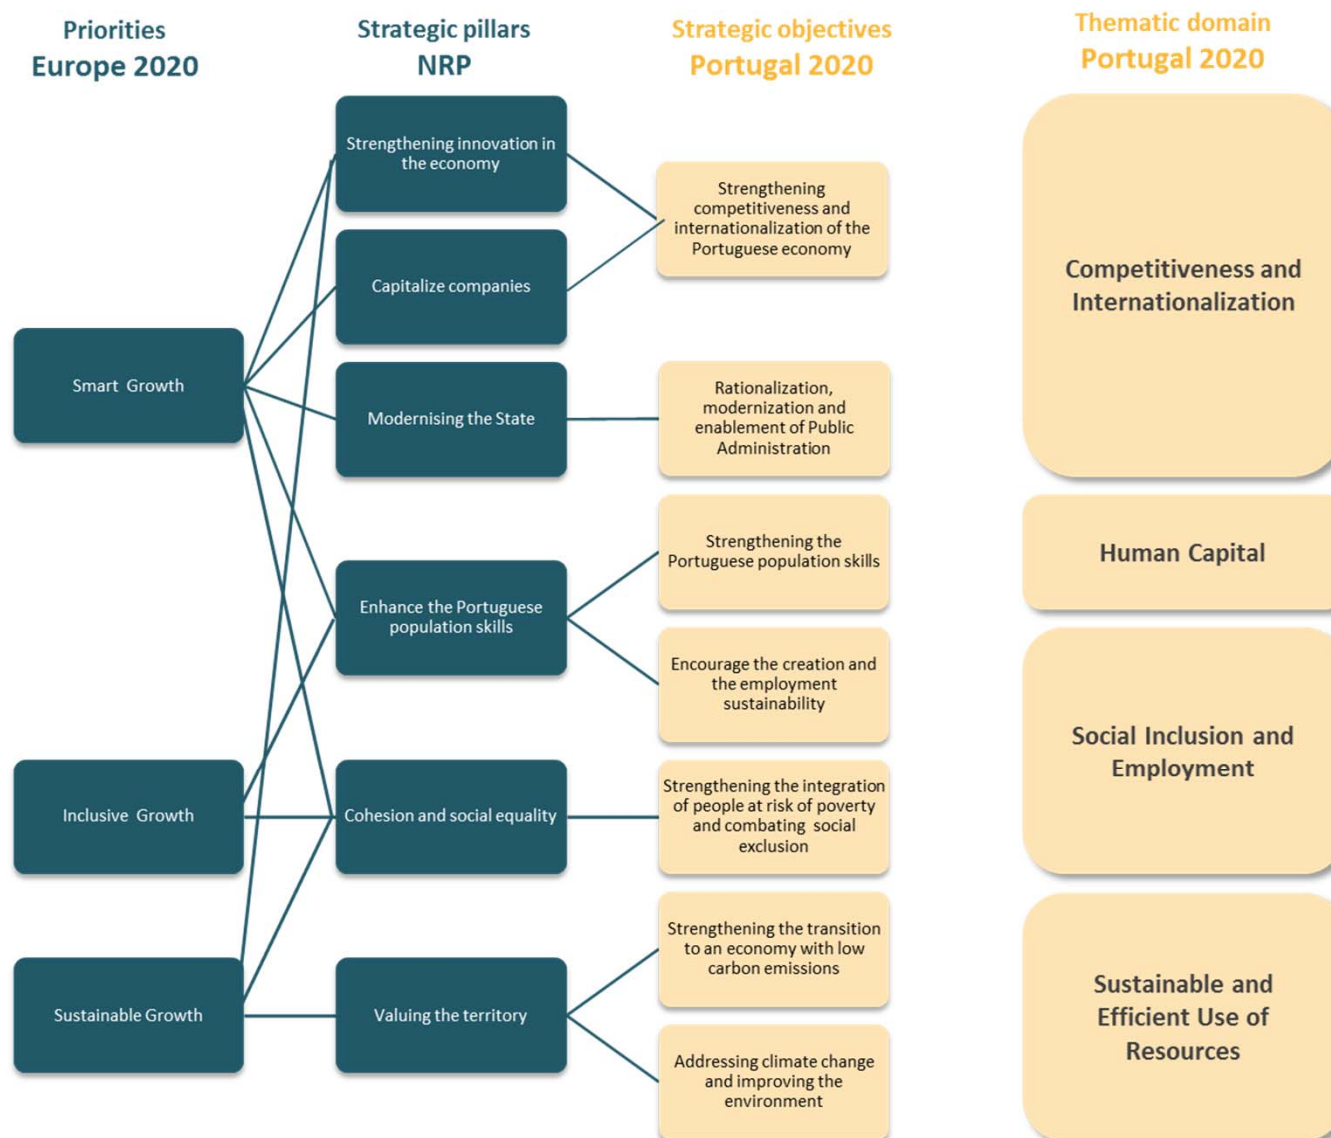 Priorities
Europe 2020
Strategic pillars
NRP
Strategic objectives
Portugal 2020
Thematic domain
Portugal 2020
Smart Growth
Inclusive Growth
Sustainable Growth
Strengthening innovation in
the economy
Capitalize companies
Modernising the State
Enhance the Portuguese
population skills
Cohesion and social equality
Valuing the territory
Strengthening
competitiveness and
internationalization of the
Portuguese economy
Rationalization,
modernization and
enablement of Public
Administration
Strengthening the
Portuguese population skills
Encourage the creation and
the employment
sustainability
Strengthening the integration
of people at risk of poverty
and combating social
exclusion
Strengthening the transition
to an economy with low
carbon emissions
Addressing climate change
and improving the
environment
Competitiveness and
Internationalization
Human Capital
Social Inclusion and
Employment
Sustainable and
Efficient Use of
Resources